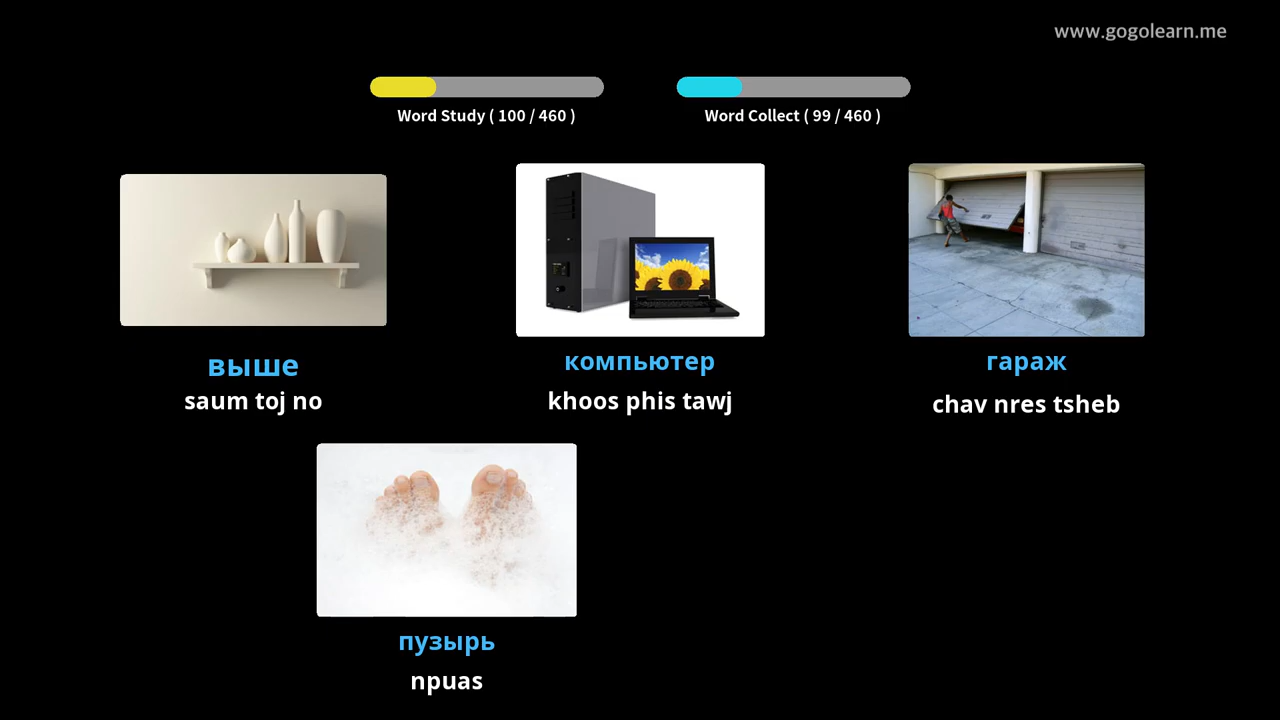 www.gogolearn.me
Word Study ( 100 / 460 )
Word Collect ( 99 / 460 )
выше
saum toj no
компьютер
khoos phis tawj
гараж
chav nres tsheb
пузырь
npuas